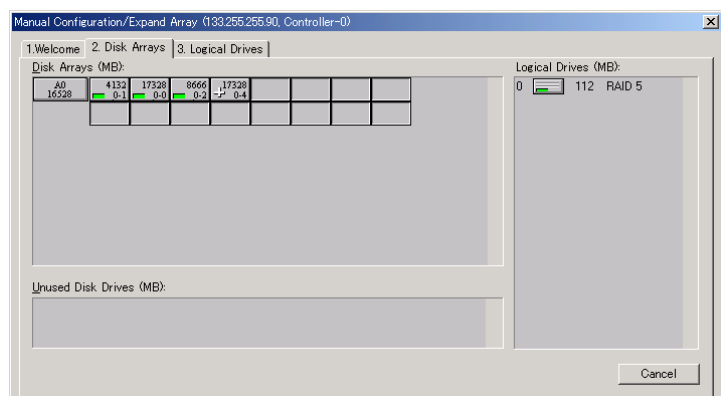 Manual Configuration/Expand Array (133.255.255.90, Controller-0)
1.Welcome 2. Disk Arrays 3. Logical Drives
Disk Arrays (MB):
A0 4132 17328 8666 17328
16528 0-1 0-0 0-2 0-4
Logical Drives (MB):
0 112 RAID 5
Unused Disk Drives (MB):
Cancel